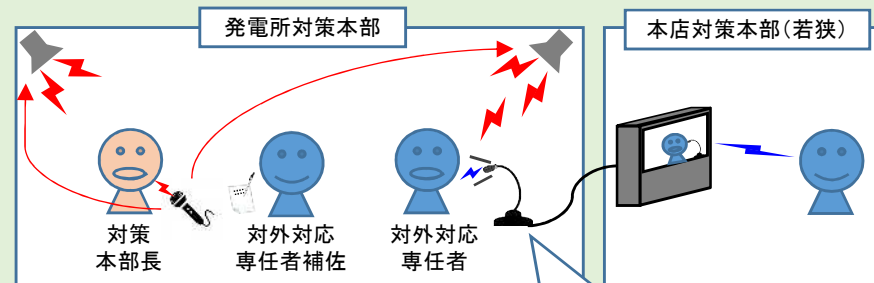 発電所対策本部
本店対策本部(若狭)
対策
本部長
対外対応
専任者補佐
対外対応
専任者